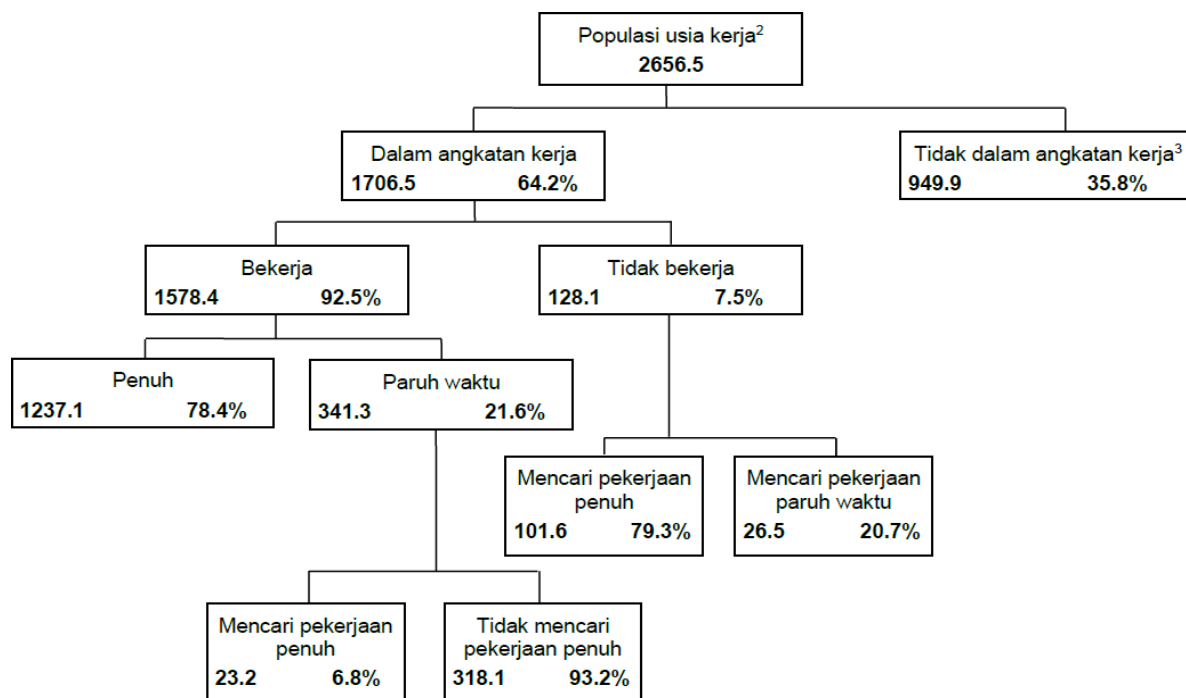 Populasi usia kerja²
2656.5
Dalam angkatan kerja
1706.5 64.2%
Tidak dalam angkatan kerja³
949.9 35.8%
Bekerja
1578.4 92.5%
Tidak bekerja
128.1 7.5%
Penuh
1237.1 78.4%
Paruh waktu
341.3 21.6%
Mencari pekerjaan
penuh
101.6 79.3%
Mencari pekerjaan
paruh waktu
26.5 20.7%
Mencari pekerjaan
penuh
23.2 6.8%
Tidak mencari
pekerjaan penuh
318.1 93.2%